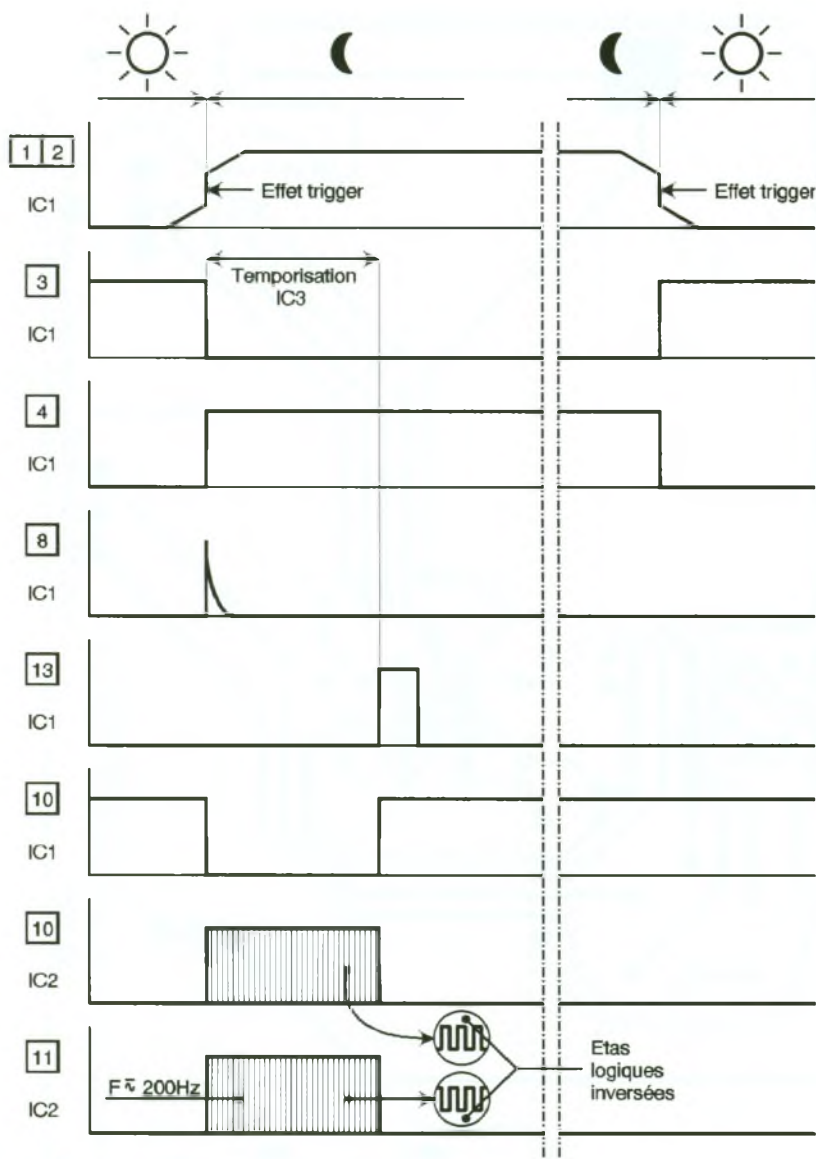 1 2
IC1
Effet trigger
Effet trigger
3
IC1
Temporisation
IC3
4
IC1
8
IC1
13
IC1
10
IC1
10
IC2
11
IC2
F ≈ 200Hz
Etas
logiques
inversées